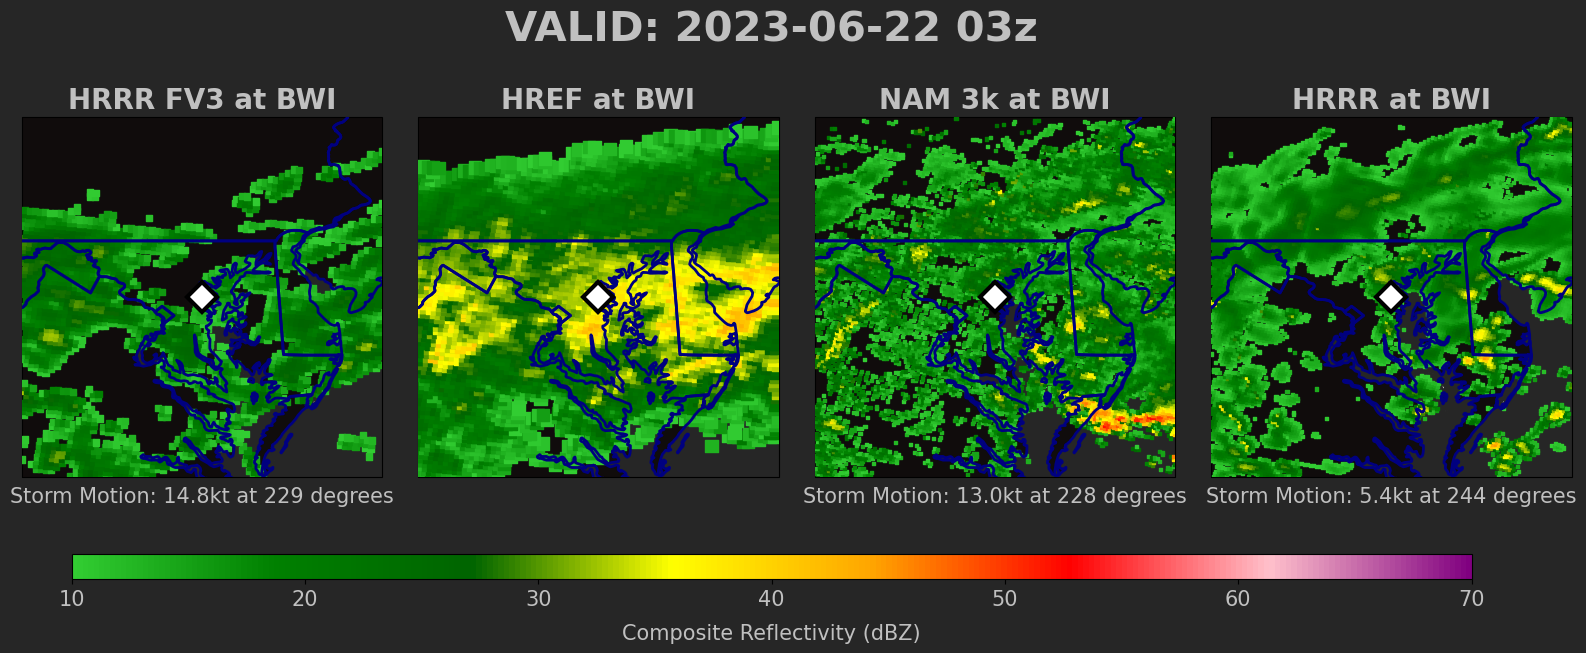 VALID: 2023-06-22 03z
HRRR FV3 at BWI
HREF at BWI
NAM 3k at BWI
HRRR at BWI
Storm Motion: 14.8kt at 229 degrees
Storm Motion: 13.0kt at 228 degrees
Storm Motion: 5.4kt at 244 degrees
10 20 30 40 50 60 70
Composite Reflectivity (dBZ)